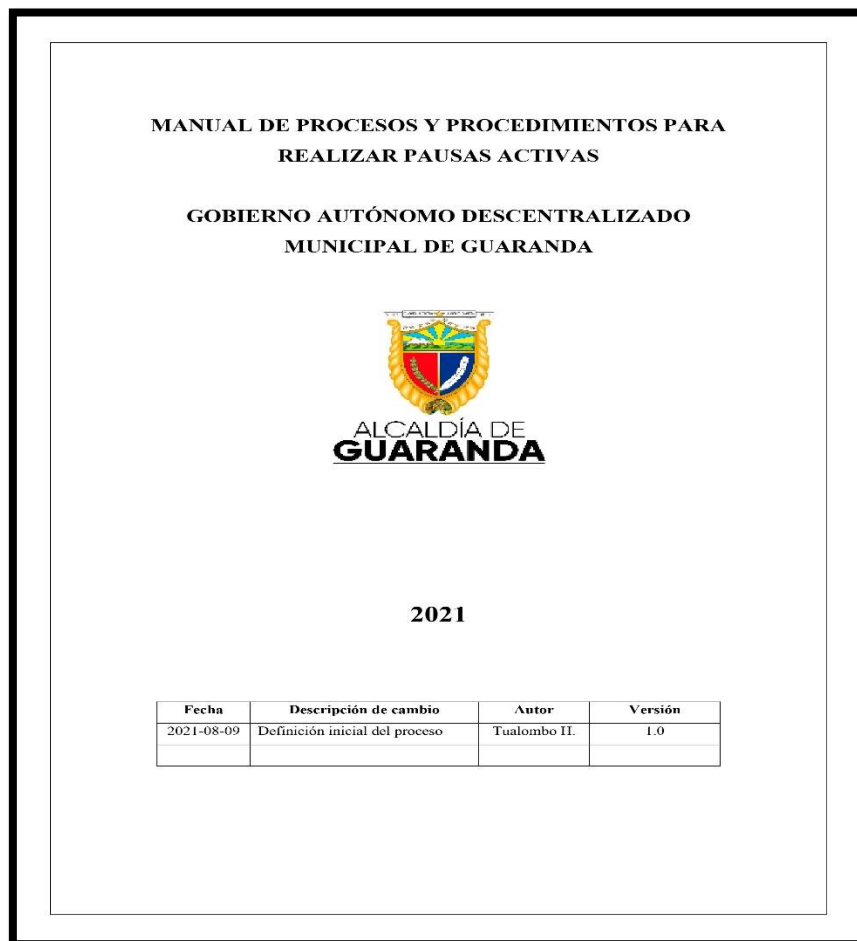 MANUAL DE PROCESOS Y PROCEDIMIENTOS PARA
REALIZAR PAUSAS ACTIVAS
GOBIERNO AUTÓNOMO DESCENTRALIZADO
MUNICIPAL DE GUARANDA
ALCALDÍA DE
GUARANDA
2021
Fecha Descripción de cambio Autor Versión
2021-08-09 Definición inicial del proceso Tualombo H. 1.0